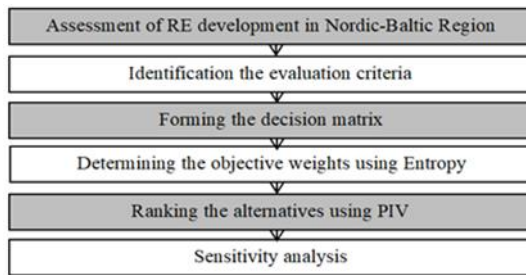 Assessment of RE development in Nordic-Baltic Region
Identification the evaluation criteria
Forming the decision matrix
Determining the objective weights using Entropy
Ranking the alternatives using PIV
Sensitivity analysis